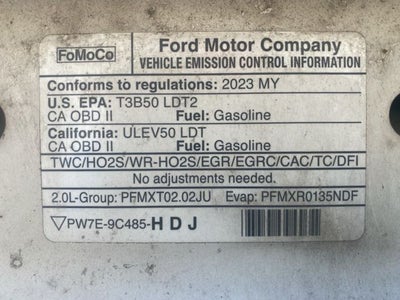 FoMoCo
Ford Motor Company
VEHICLE EMISSION CONTROL INFORMATION
Conforms to regulations: 2023 MY
U.S. EPA: T3B50 LDT2
CA OBD II Fuel: Gasoline
California: ULEV50 LDT
CA OBD II Fuel: Gasoline
TWC/HO2S/WR-HO2S/EGR/EGRC/CAC/TC/DFI
No adjustments needed.
2.0L-Group: PFMXT02.02JU Evap: PFMXR0135NDF
PW7E-9C485-HDJ